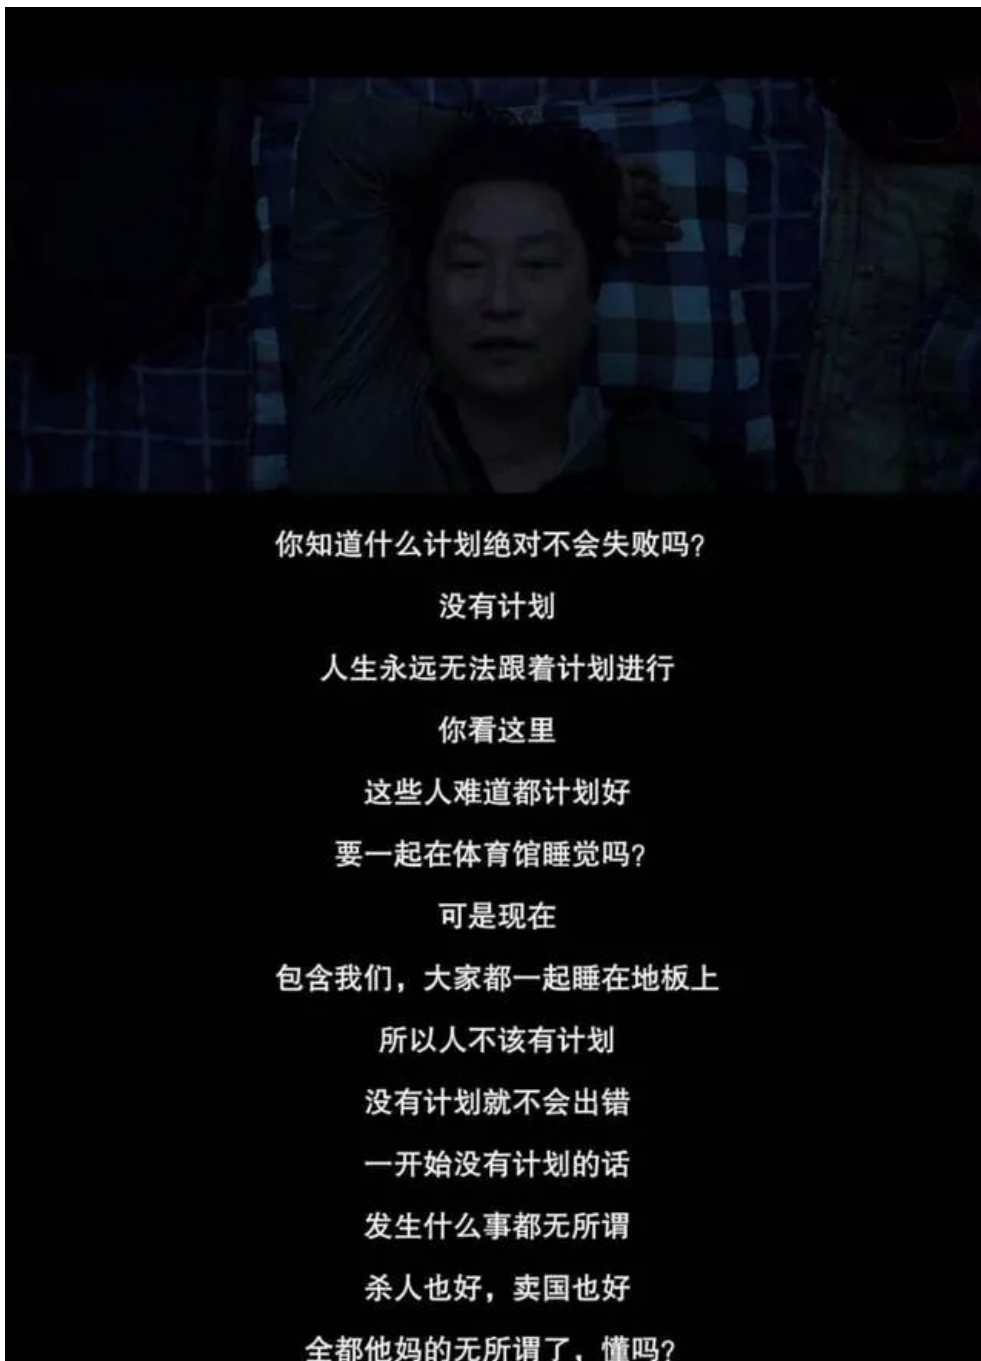 你知道什么计划绝对不会失败吗?
没有计划
人生永远无法跟着计划进行
你看这里
这些人难道都计划好
要一起在体育馆睡觉吗?
可是现在
包含我们，大家都一起睡在地板上
所以人不该有计划
没有计划就不会出错
一开始没有计划的话
发生什么事都无所谓
杀人也好，卖国也好
全都他妈的无所谓了，懂吗?